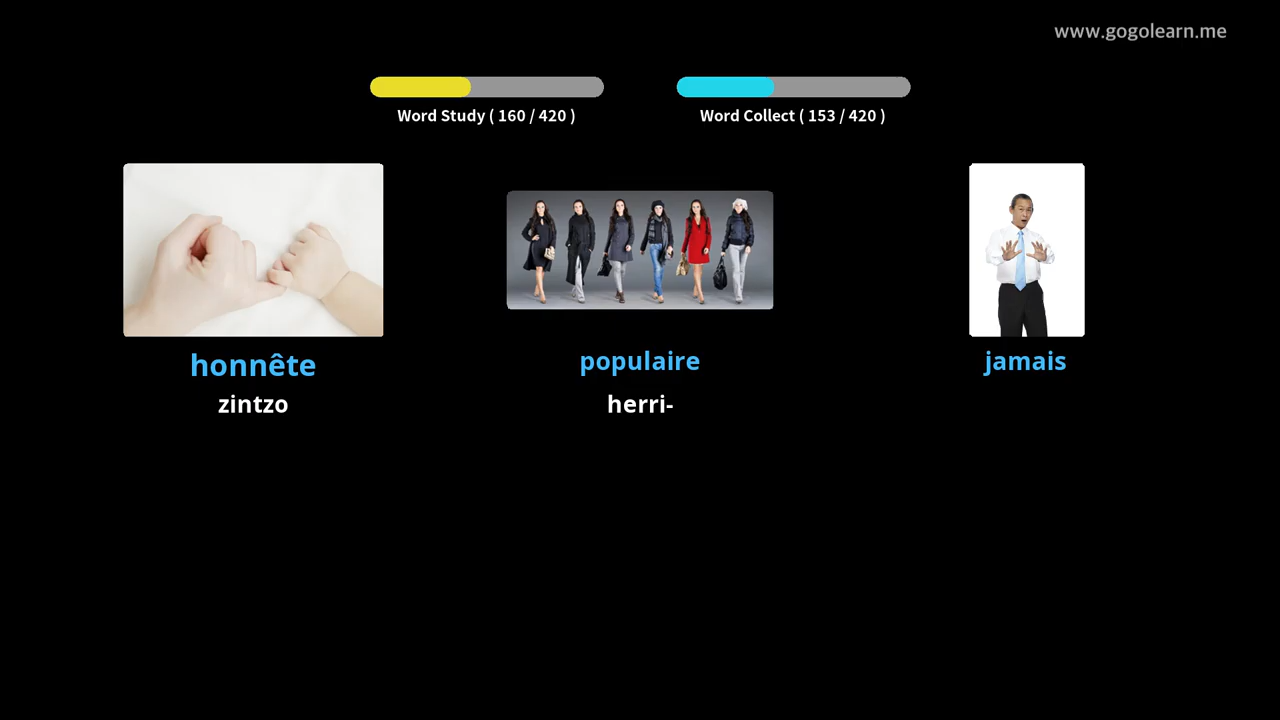 www.gogolearn.me
Word Study ( 160 / 420 )
Word Collect ( 153 / 420 )
honnête
zintzo
populaire
herri-
jamais